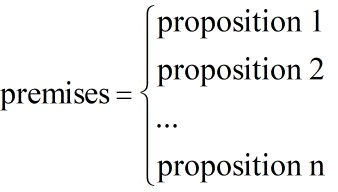 proposition 1
proposition 2
premises =
...
proposition n